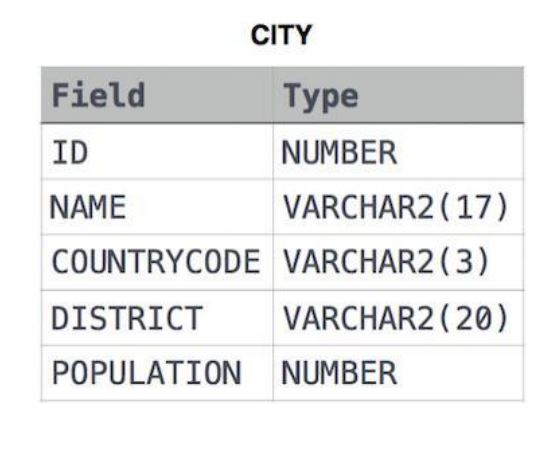 CITY
Field Type
ID NUMBER
NAME VARCHAR2(17)
COUNTRYCODE VARCHAR2(3)
DISTRICT VARCHAR2(20)
POPULATION NUMBER